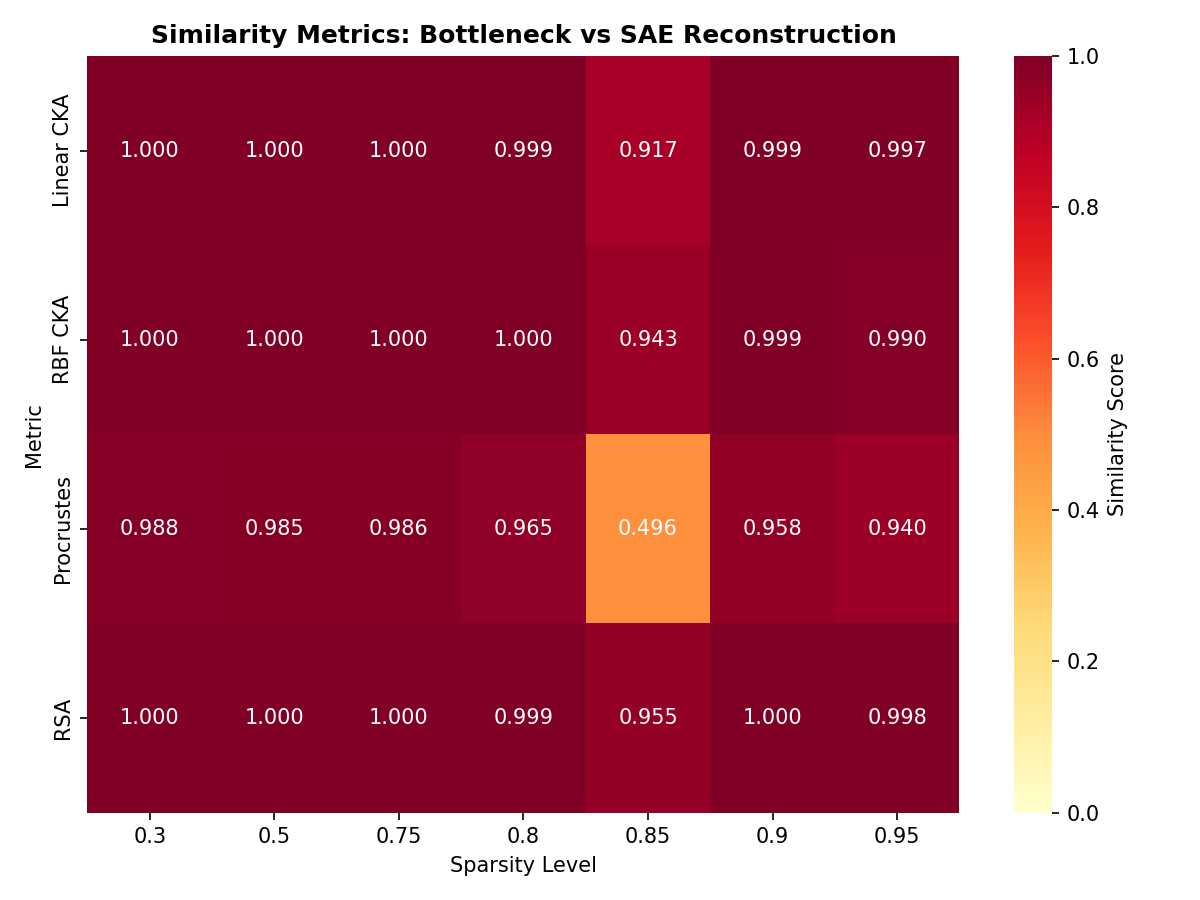 Similarity Metrics: Bottleneck vs SAE Reconstruction
Metric
Linear CKA
1.000 1.000 1.000 0.999 0.917 0.999 0.997
RBF CKA
1.000 1.000 1.000 1.000 0.943 0.999 0.990
Procrustes
0.988 0.985 0.986 0.965 0.496 0.958 0.940
RSA
1.000 1.000 1.000 0.999 0.955 1.000 0.998
0.3 0.5 0.75 0.8 0.85 0.9 0.95
Sparsity Level
1.0
0.8
0.6
0.4
0.2
0.0
Similarity Score